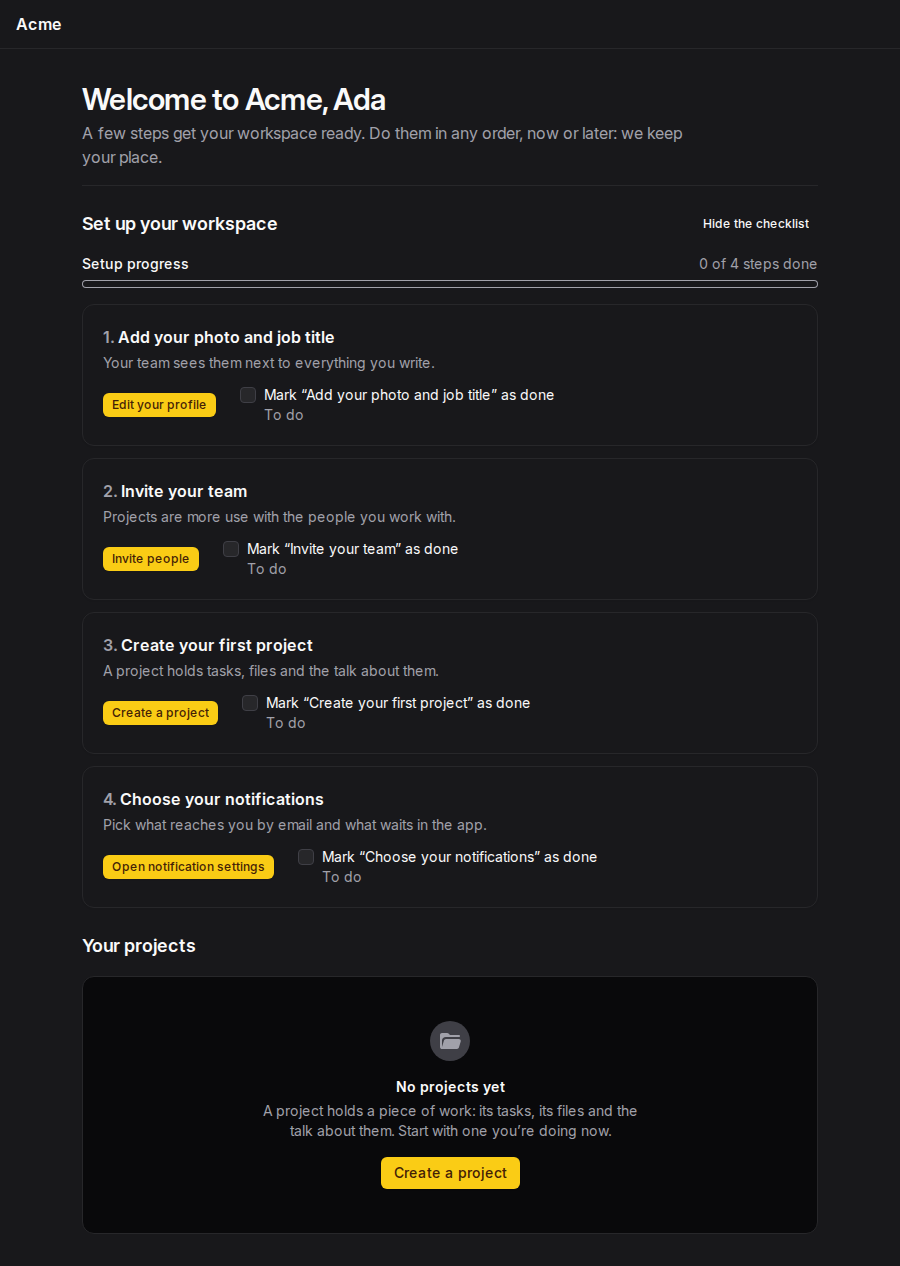 Acme
Welcome to Acme, Ada
A few steps get your workspace ready. Do them in any order, now or later: we keep
your place.
Set up your workspace
Hide the checklist
Setup progress
0 of 4 steps done
1. Add your photo and job title
Your team sees them next to everything you write.
Edit your profile
Mark “Add your photo and job title” as done
To do
2. Invite your team
Projects are more use with the people you work with.
Invite people
Mark “Invite your team” as done
To do
3. Create your first project
A project holds tasks, files and the talk about them.
Create a project
Mark “Create your first project” as done
To do
4. Choose your notifications
Pick what reaches you by email and what waits in the app.
Open notification settings
Mark “Choose your notifications” as done
To do
Your projects
No projects yet
A project holds a piece of work: its tasks, its files and the
talk about them. Start with one you’re doing now.
Create a project